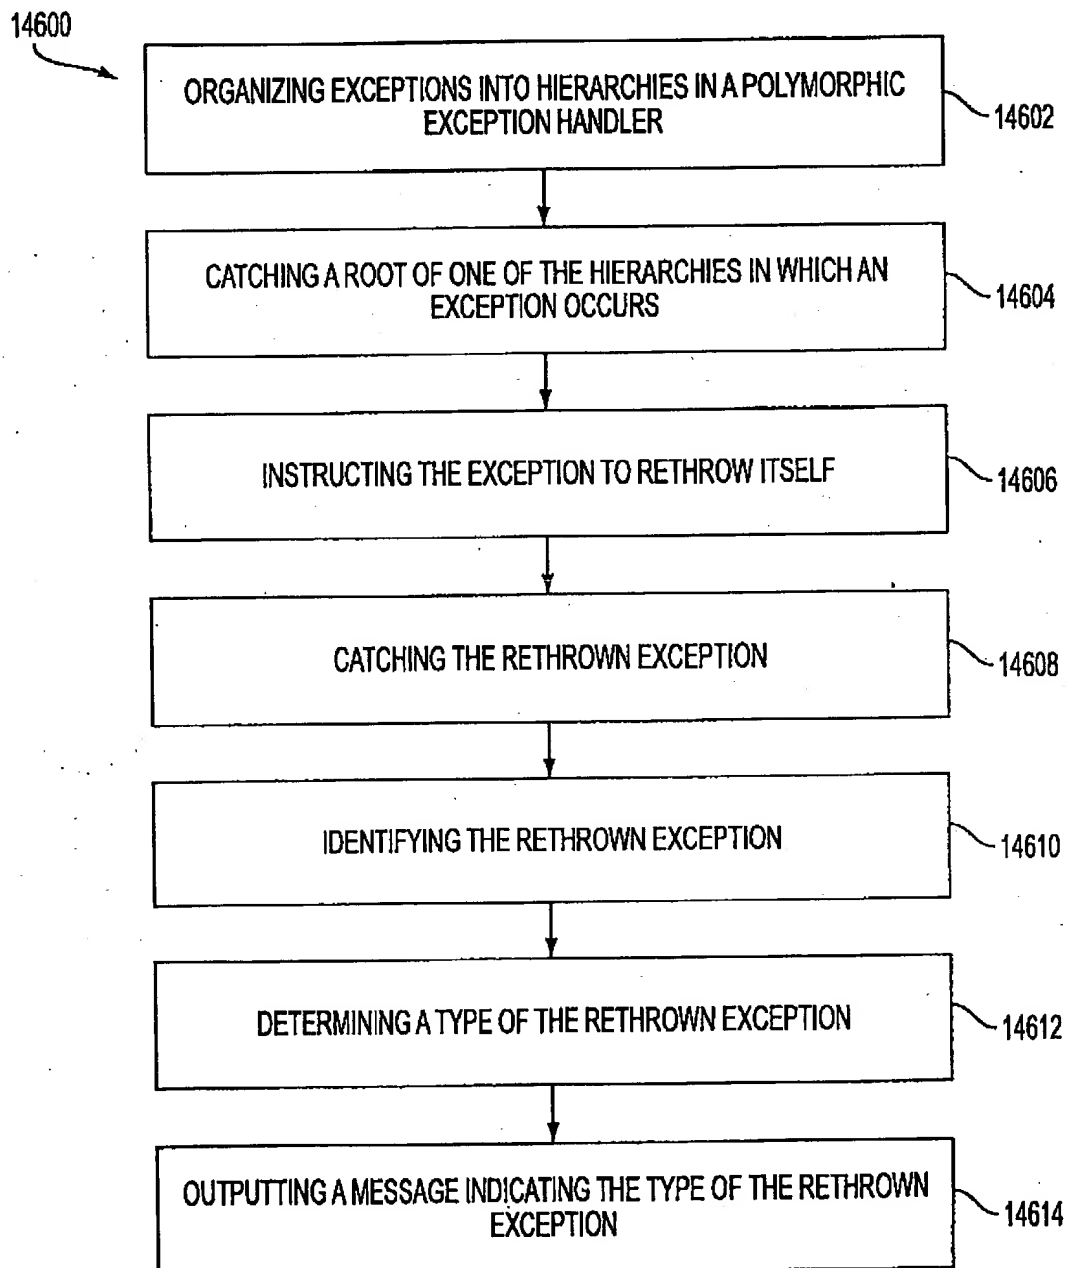 14600
ORGANIZING EXCEPTIONS INTO HIERARCHIES IN A POLYMORPHIC
EXCEPTION HANDLER
14602
CATCHING A ROOT OF ONE OF THE HIERARCHIES IN WHICH AN
EXCEPTION OCCURS
14604
INSTRUCTING THE EXCEPTION TO RETHROW ITSELF
14606
CATCHING THE RETHROWN EXCEPTION
14608
IDENTIFYING THE RETHROWN EXCEPTION
14610
DETERMINING A TYPE OF THE RETHROWN EXCEPTION
14612
OUTPUTTING A MESSAGE INDICATING THE TYPE OF THE RETHROWN
EXCEPTION
14614